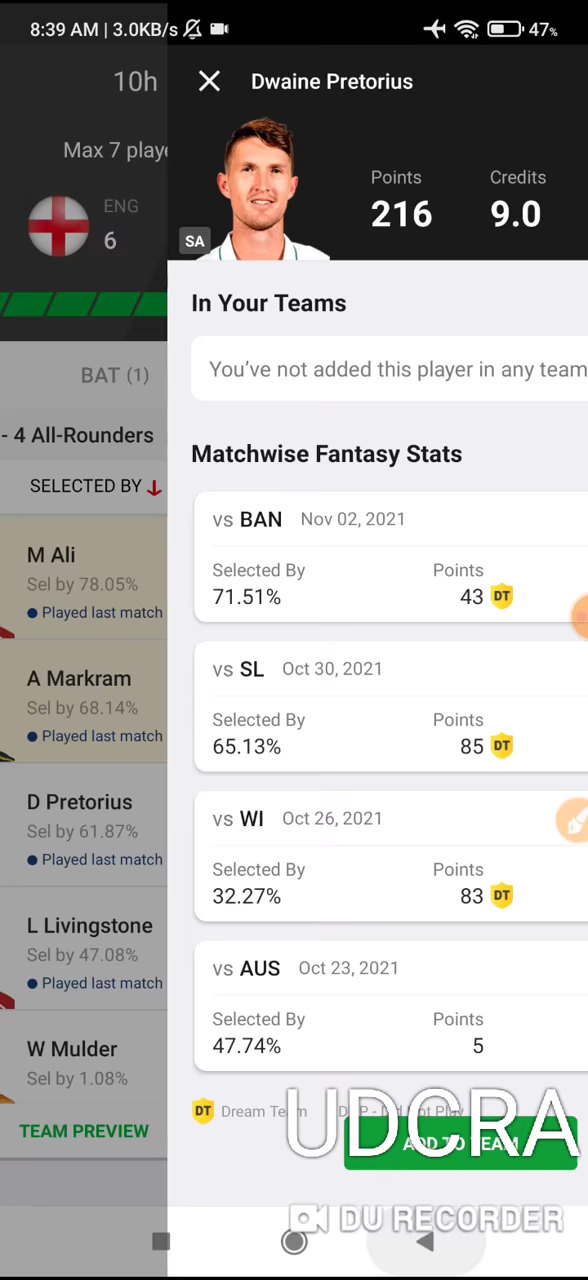 8:39 AM | 3.0KB/s 47%
10h
Dwaine Pretorius
Max 7 playe
Points Credits
216 9.0
ENG
6
SA
In Your Teams
You've not added this player in any team
BAT (1)
- 4 All-Rounders
SELECTED BY
Matchwise Fantasy Stats
vs BAN Nov 02, 2021
Selected By Points
71.51% 43 DT
vs SL Oct 30, 2021
Selected By Points
65.13% 85 DT
vs WI Oct 26, 2021
Selected By Points
32.27% 83 DT
vs AUS Oct 23, 2021
Selected By Points
47.74% 5
M Ali
Sel by 78.05%
Played last match
A Markram
Sel by 68.14%
Played last match
D Pretorius
Sel by 61.87%
Played last match
L Livingstone
Sel by 47.08%
Played last match
W Mulder
Sel by 1.08%
TEAM PREVIEW
DT Dream Team DNP - Did Not Play
ADD TO TEAM
UDCRA
DU RECORDER